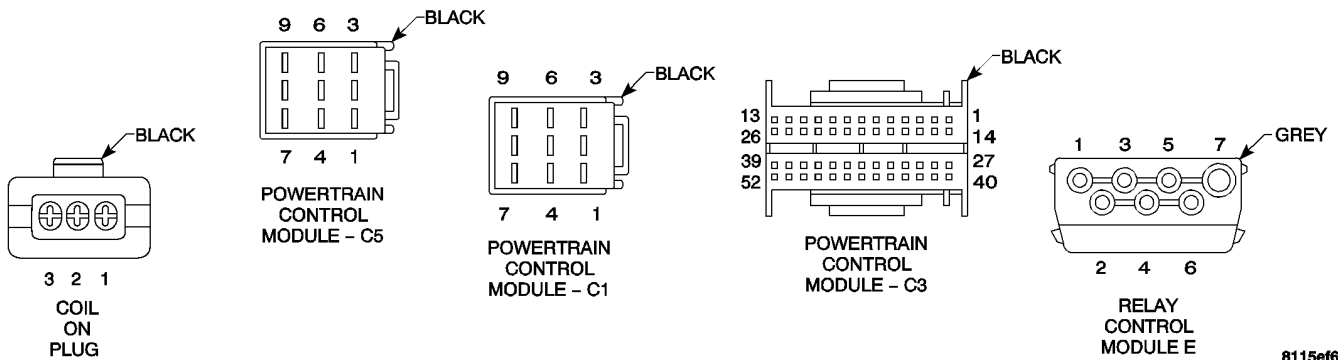 BLACK
3 2 1
COIL
ON
PLUG
9 6 3
BLACK
7 4 1
POWERTRAIN
CONTROL
MODULE – C5
9 6 3
BLACK
7 4 1
POWERTRAIN
CONTROL
MODULE – C1
BLACK
13 1
26 14
39 27
52 40
POWERTRAIN
CONTROL
MODULE – C3
GREY
1 3 5 7
2 4 6
RELAY
CONTROL
MODULE E
8115ef6